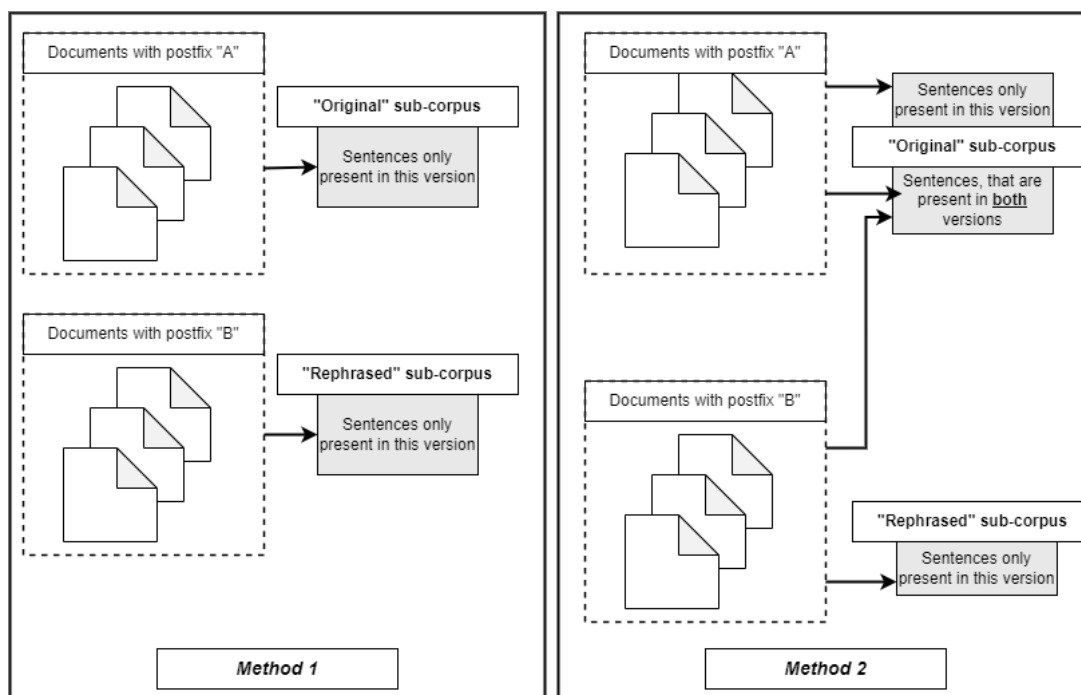 Documents with postfix "A"
"Original" sub-corpus
Sentences only
present in this version
Documents with postfix "B"
"Rephrased" sub-corpus
Sentences only
present in this version
Method 1
Documents with postfix "A"
Sentences only
present in this version
"Original" sub-corpus
Sentences, that are
present in both
versions
Documents with postfix "B"
"Rephrased" sub-corpus
Sentences only
present in this version
Method 2